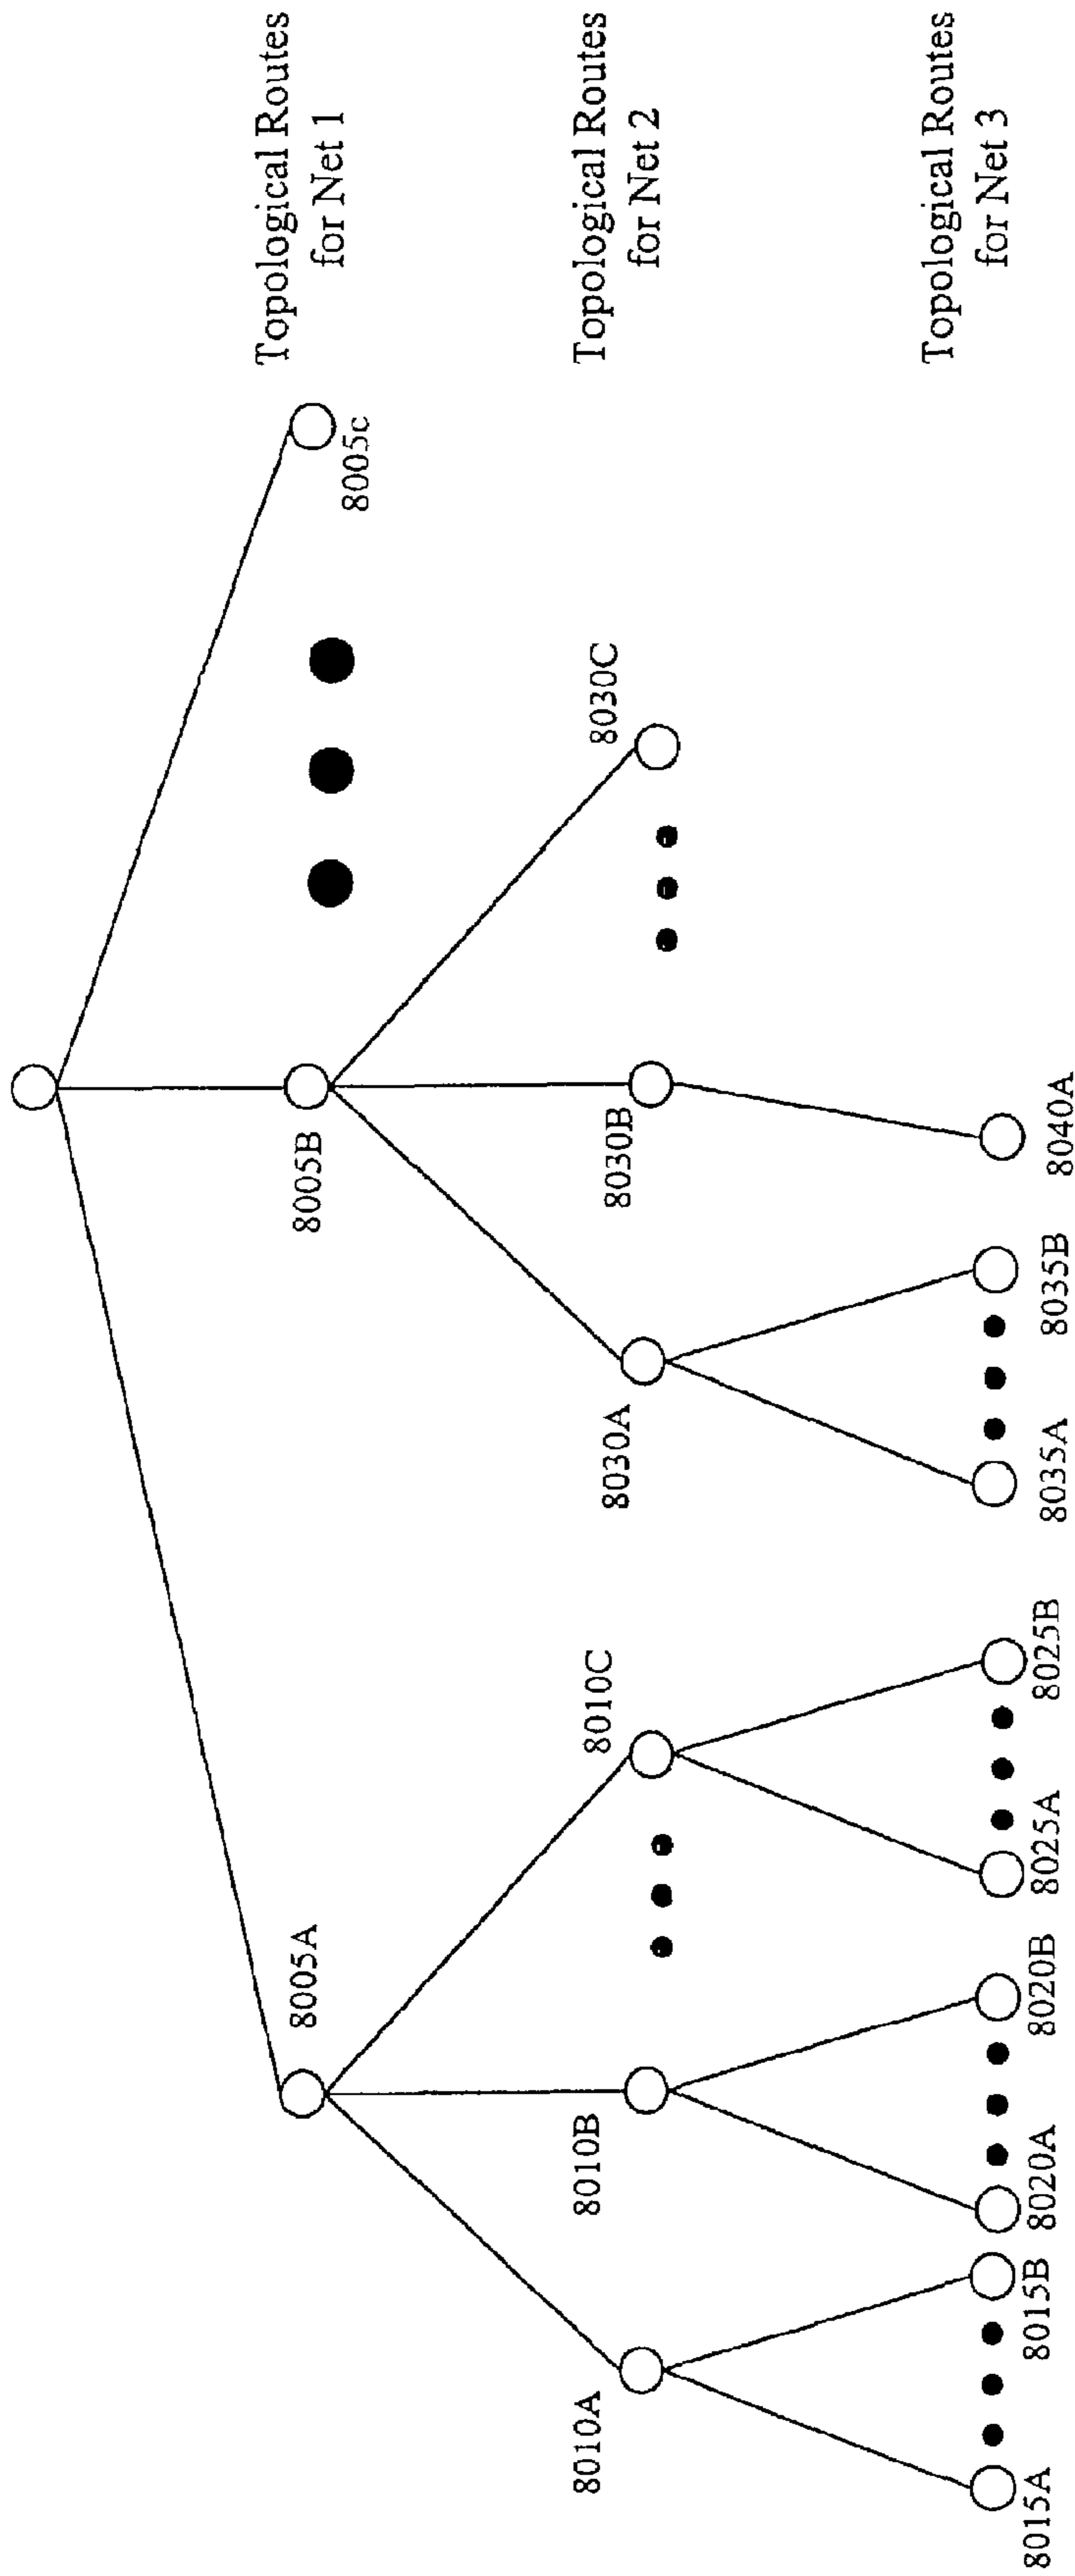 8005A
8005B
8005c
Topological Routes
for Net 1
8010A
8010B
8010C
8030A
8030B
8030C
Topological Routes
for Net 2
8015A
8015B
8020A
8020B
8025A
8025B
8035A
8035B
8040A
Topological Routes
for Net 3